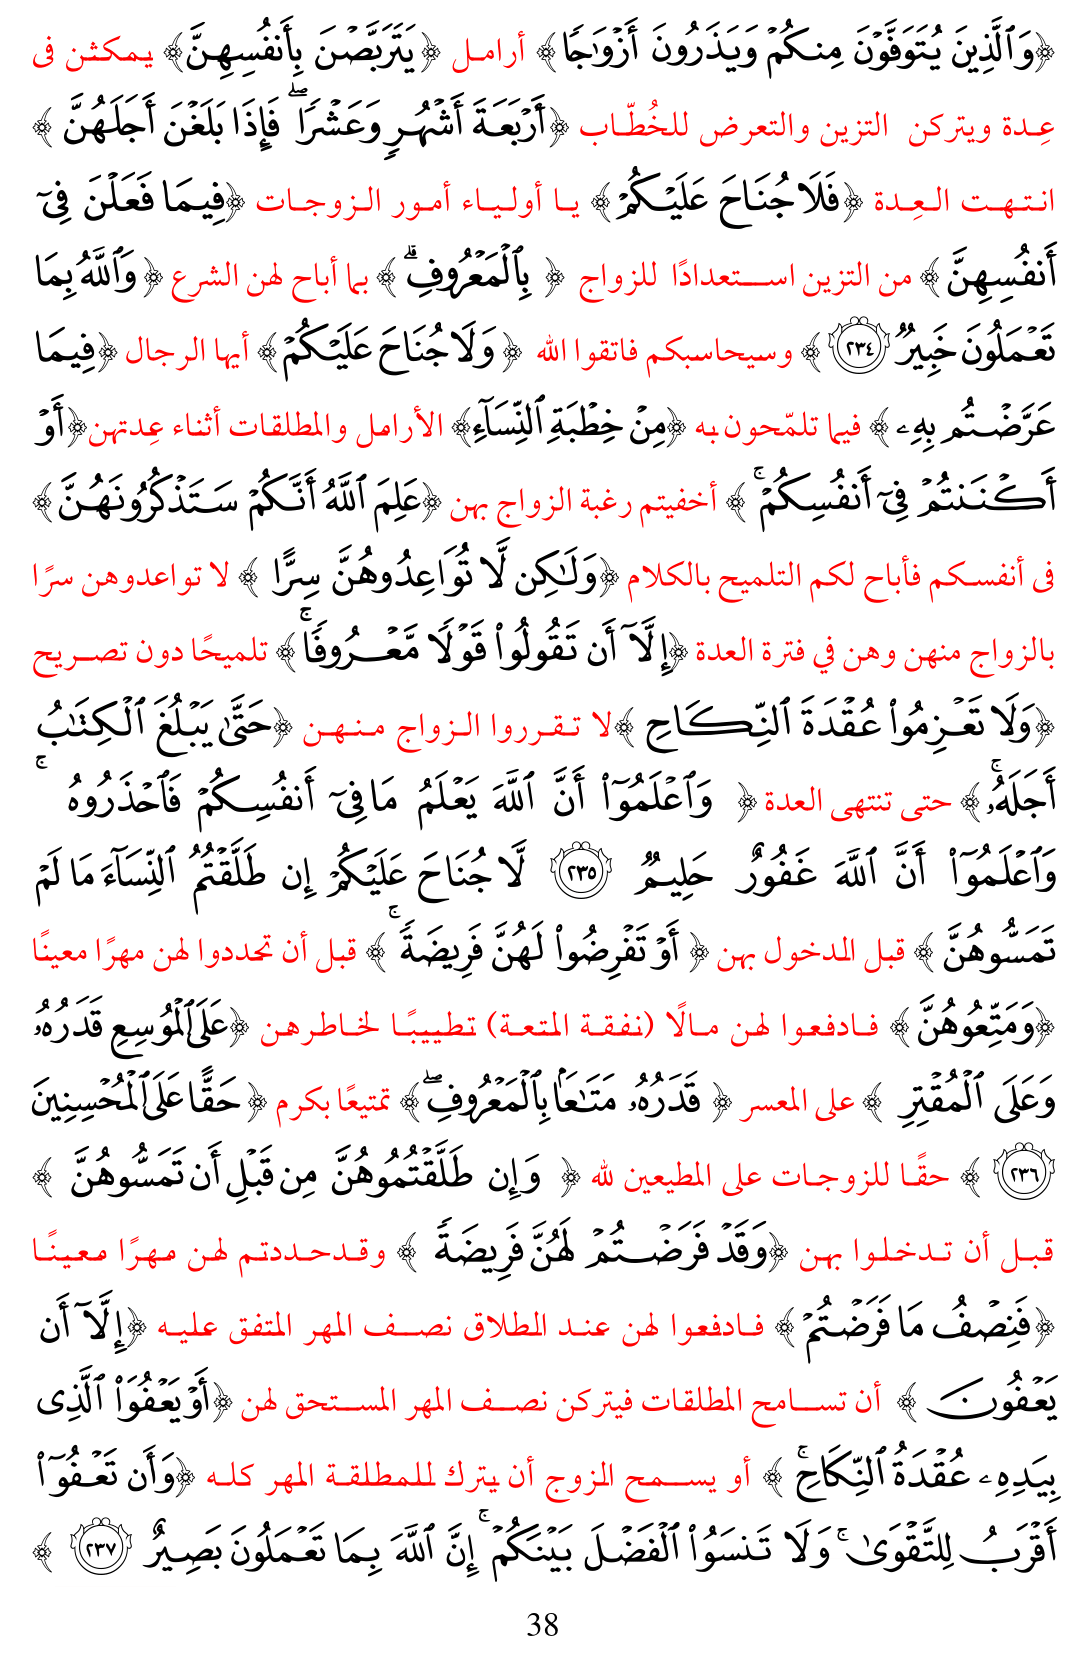 ﴿وَٱلَّذِينَ يُتَوَفَّوْنَ مِنكُمْ وَيَذَرُونَ أَزْوَٰجًا﴾ أرامل ﴿يَتَرَبَّصْنَ بِأَنفُسِهِنَّ﴾ يمكثن فى
عِدة ويتركن التزين والتعرض للخُطّاب ﴿أَرْبَعَةَ أَشْهُرٍ وَعَشْرًا ۖ فَإِذَا بَلَغْنَ أَجَلَهُنَّ ﴾
انتهت العِدة ﴿فَلَا جُنَاحَ عَلَيْكُمْ﴾ يا أولياء أمور الزوجات ﴿فِيمَا فَعَلْنَ فِىٓ
أَنفُسِهِنَّ ﴾ من التزين استعدادًا للزواج ﴿ بِٱلْمَعْرُوفِ ۗ ﴾ بما أباح لهن الشرع ﴿ وَٱللَّهُ بِمَا
تَعْمَلُونَ خَبِيرٌ ٢٣٤ ﴾ وسيحاسبكم فاتقوا الله ﴿ وَلَا جُنَاحَ عَلَيْكُمْ﴾ أيها الرجال ﴿فِيمَا
عَرَّضْتُم بِهِۦ ﴾ فيما تلمّحون به ﴿مِنْ خِطْبَةِ ٱلنِّسَآءِ﴾ الأرامل والمطلقات أثناء عِدتهن ﴿أَوْ
أَكْنَنتُمْ فِىٓ أَنفُسِكُمْ ۚ ﴾ أخفيتم رغبة الزواج بهن ﴿عَلِمَ ٱللَّهُ أَنَّكُمْ سَتَذْكُرُونَهُنَّ ﴾
فى أنفسكم فأباح لكم التلميح بالكلام ﴿وَلَٰكِن لَّا تُوَاعِدُوهُنَّ سِرًّا ﴾ لا تواعدوهن سرًا
بالزواج منهن وهن في فترة العدة ﴿إِلَّآ أَن تَقُولُوا۟ قَوْلًا مَّعْرُوفًا ۚ ﴾ تلميحًا دون تصريح
﴿وَلَا تَعْزِمُوا۟ عُقْدَةَ ٱلنِّكَاحِ ﴾ لا تقرروا الزواج منهن ﴿حَتَّىٰ يَبْلُغَ ٱلْكِتَٰبُ
أَجَلَهُۥ ۚ ﴾ حتى تنتهى العدة ﴿ وَٱعْلَمُوٓا۟ أَنَّ ٱللَّهَ يَعْلَمُ مَا فِىٓ أَنفُسِكُمْ فَٱحْذَرُوهُ ۚ
وَٱعْلَمُوٓا۟ أَنَّ ٱللَّهَ غَفُورٌ حَلِيمٌ ٢٣٥ لَّا جُنَاحَ عَلَيْكُمْ إِن طَلَّقْتُمُ ٱلنِّسَآءَ مَا لَمْ
تَمَسُّوهُنَّ ﴾ قبل الدخول بهن ﴿ أَوْ تَفْرِضُوا۟ لَهُنَّ فَرِيضَةً ۚ ﴾ قبل أن تحددوا لهن مهرًا معينًا
﴿وَمَتِّعُوهُنَّ ﴾ فادفعوا لهن مالًا (نفقة المتعة) تطييبًا لخاطرهن ﴿عَلَى ٱلْمُوسِعِ قَدَرُهُۥ
وَعَلَى ٱلْمُقْتِرِ ﴾ على المعسر ﴿ قَدَرُهُۥ مَتَٰعًۢا بِٱلْمَعْرُوفِ ۖ ﴾ تمتيعًا بكرم ﴿ حَقًّا عَلَى ٱلْمُحْسِنِينَ
٢٣٦ ﴾ حقًا للزوجات على المطيعين لله ﴿ وَإِن طَلَّقْتُمُوهُنَّ مِن قَبْلِ أَن تَمَسُّوهُنَّ ﴾
قبل أن تدخلوا بهن ﴿وَقَدْ فَرَضْتُمْ لَهُنَّ فَرِيضَةً ﴾ وقدحددتم لهن مهرًا معينًا
﴿فَنِصْفُ مَا فَرَضْتُمْ﴾ فادفعوا لهن عند الطلاق نصف المهر المتفق عليه ﴿إِلَّآ أَن
يَعْفُونَ ﴾ أن تسامح المطلقات فيتركن نصف المهر المستحق لهن ﴿أَوْ يَعْفُوَا۟ ٱلَّذِى
بِيَدِهِۦ عُقْدَةُ ٱلنِّكَاحِ ۚ ﴾ أو يسمح الزوج أن يترك للمطلقة المهر كله ﴿وَأَن تَعْفُوٓا۟
أَقْرَبُ لِلتَّقْوَىٰ ۚ وَلَا تَنسَوُا۟ ٱلْفَضْلَ بَيْنَكُمْ ۚ إِنَّ ٱللَّهَ بِمَا تَعْمَلُونَ بَصِيرٌ ٢٣٧ ﴾
38